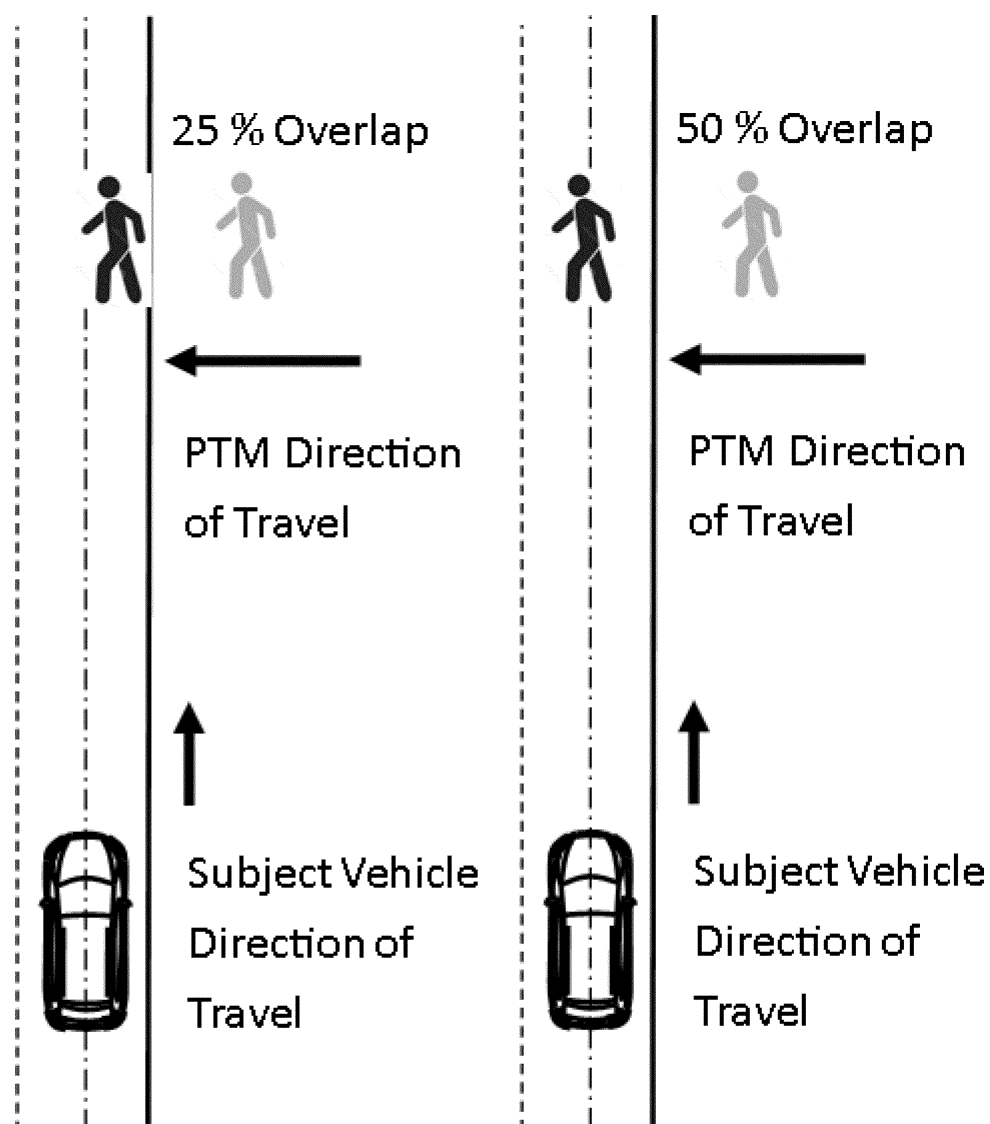 25 % Overlap
PTM Direction
of Travel
Subject Vehicle
Direction of
Travel
50 % Overlap
PTM Direction
of Travel
Subject Vehicle
Direction of
Travel